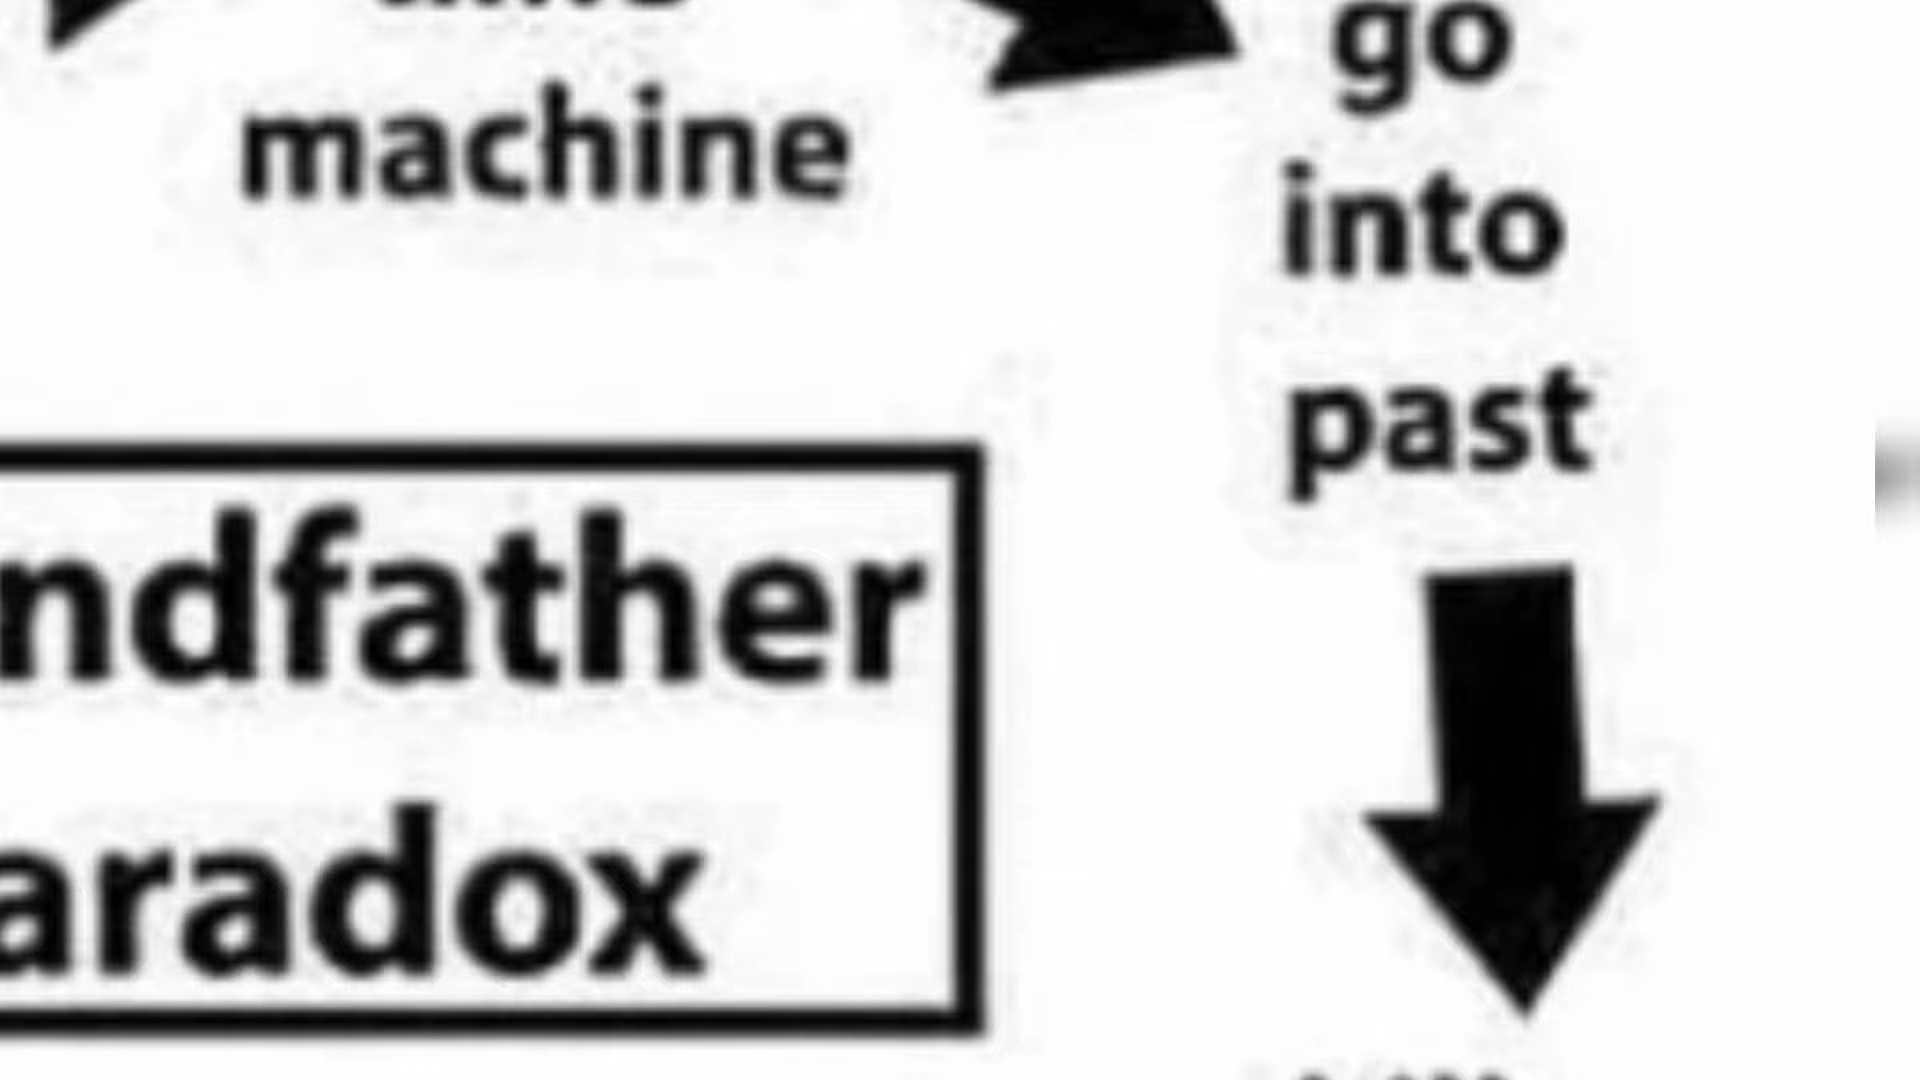 machine
go
into
past
ndfather
aradox